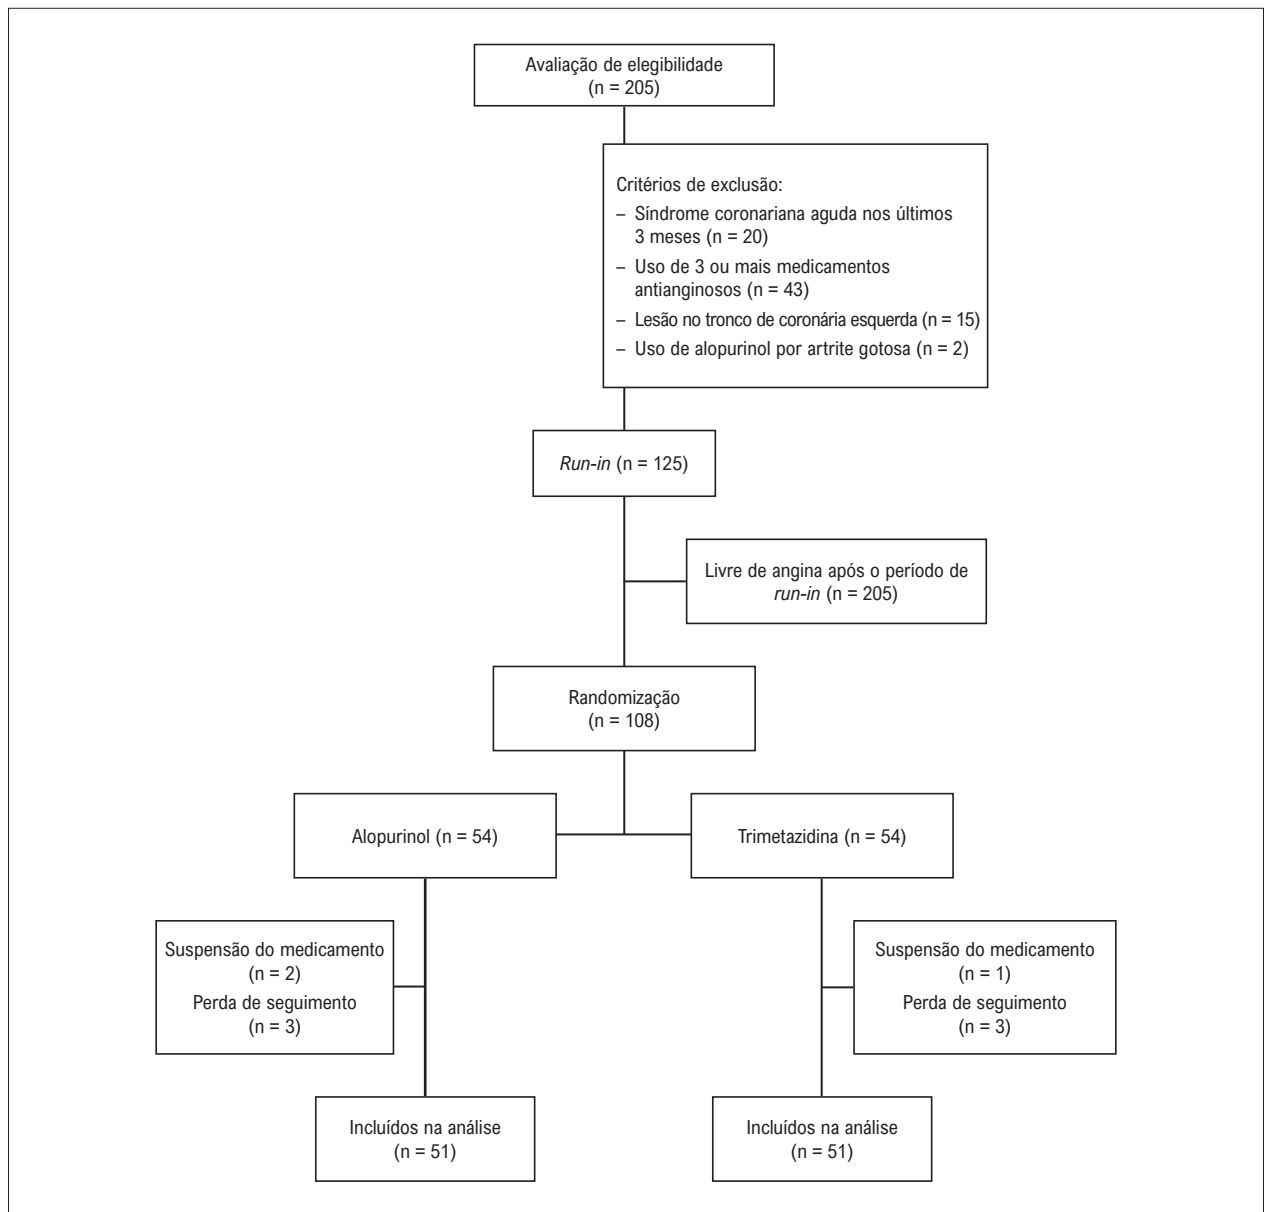 Avaliação de elegibilidade
(n = 205)
Critérios de exclusão:
– Síndrome coronariana aguda nos últimos
3 meses (n = 20)
– Uso de 3 ou mais medicamentos
antianginosos (n = 43)
– Lesão no tronco de coronária esquerda (n = 15)
– Uso de alopurinol por artrite gotosa (n = 2)
Run-in (n = 125)
Livre de angina após o período de
run-in (n = 205)
Randomização
(n = 108)
Alopurinol (n = 54)
Trimetazidina (n = 54)
Suspensão do medicamento
(n = 2)
Perda de seguimento
(n = 3)
Suspensão do medicamento
(n = 1)
Perda de seguimento
(n = 3)
Incluídos na análise
(n = 51)
Incluídos na análise
(n = 51)